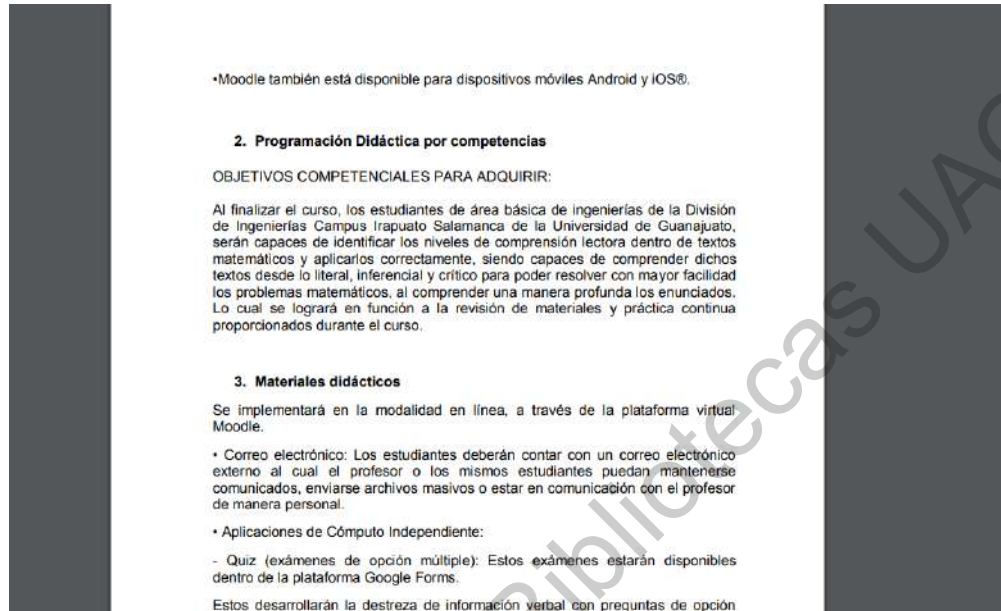 •Moodle también está disponible para dispositivos móviles Android y iOS®.
2. Programación Didáctica por competencias
OBJETIVOS COMPETENCIALES PARA ADQUIRIR:
Al finalizar el curso, los estudiantes de área básica de ingenierías de la División
de Ingenierías Campus Irapuato Salamanca de la Universidad de Guanajuato,
serán capaces de identificar los niveles de comprensión lectora dentro de textos
matemáticos y aplicarlos correctamente, siendo capaces de comprender dichos
textos desde lo literal, inferencial y crítico para poder resolver con mayor facilidad
los problemas matemáticos, al comprender una manera profunda los enunciados.
Lo cual se logrará en función a la revisión de materiales y práctica continua
proporcionados durante el curso.
3. Materiales didácticos
Se implementará en la modalidad en línea, a través de la plataforma virtual
Moodle.
• Correo electrónico: Los estudiantes deberán contar con un correo electrónico
externo al cual el profesor o los mismos estudiantes puedan mantenerse
comunicados, enviarse archivos masivos o estar en comunicación con el profesor
de manera personal.
• Aplicaciones de Cómputo Independiente:
- Quiz (exámenes de opción múltiple): Estos exámenes estarán disponibles
dentro de la plataforma Google Forms.
Estos desarrollarán la destreza de información verbal con preguntas de opción
Bibliotecas UAQ